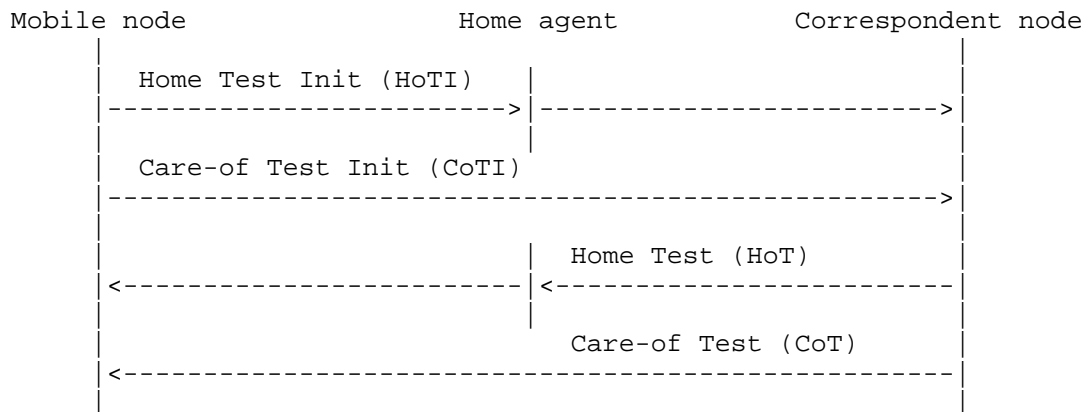 Mobile node Home agent Correspondent node
Home Test Init (HoTI)
Care-of Test Init (CoTI)
Home Test (HoT)
Care-of Test (CoT)